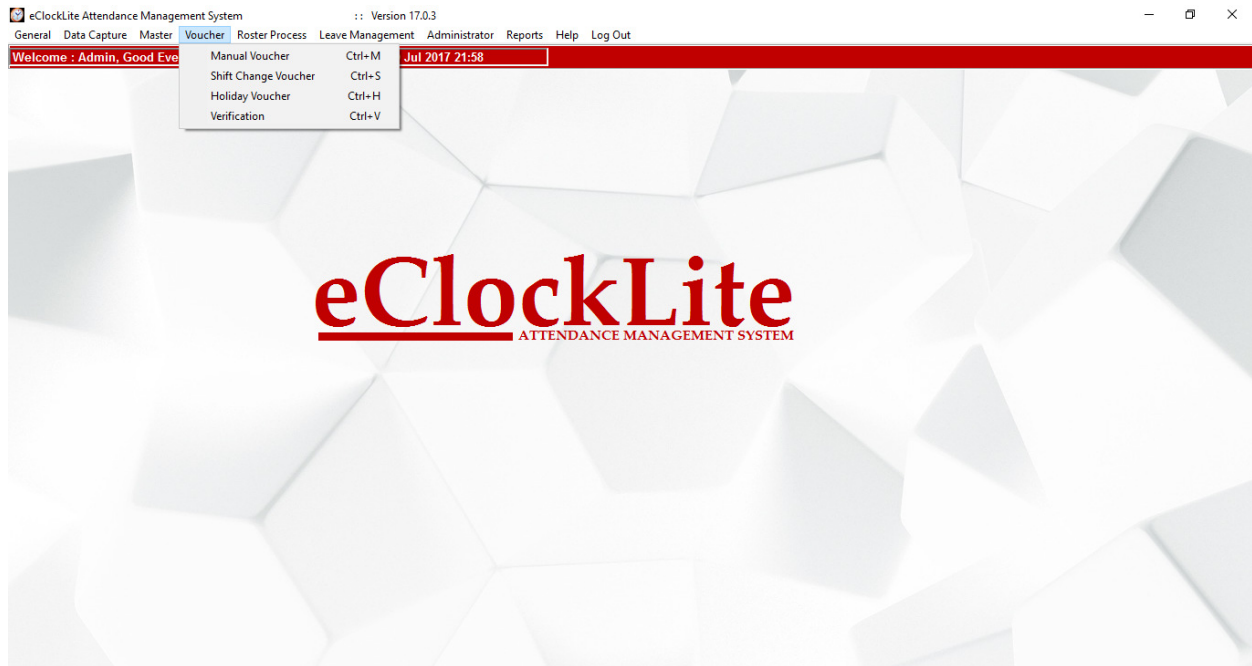 eClockLite Attendance Management System :: Version 17.0.3
General Data Capture Master Voucher Roster Process Leave Management Administrator Reports Help Log Out
Welcome : Admin, Good Eve Jul 2017 21:58
Manual Voucher Ctrl+M
Shift Change Voucher Ctrl+S
Holiday Voucher Ctrl+H
Verification Ctrl+V
eClockLite
ATTENDANCE MANAGEMENT SYSTEM